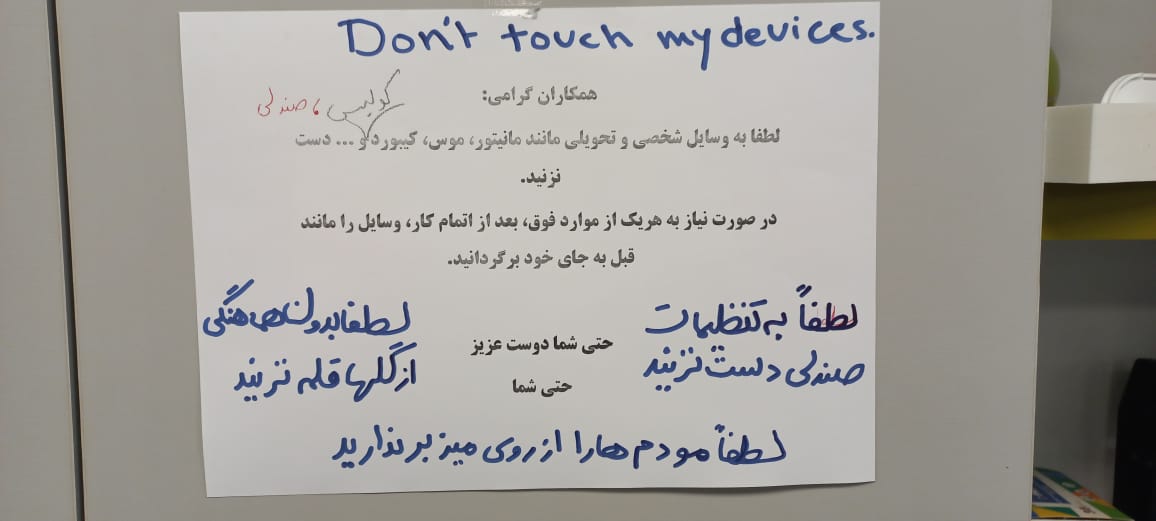 Don't touch my devices.
همکاران گرامی:
کولیس، صندلی
لطفا به وسایل شخصی و تحویلی مانند مانیتور، موس، کیبورد و ... دست
نزنید.
در صورت نیاز به هریک از موارد فوق، بعد از اتمام کار، وسایل را مانند
قبل به جای خود برگردانید.
لطفاً به تنظیمات
صندلی دست نزنید
حتی شما دوست عزیز
حتی شما
لطفا بدون هماهنگی
از گلها قلمه نزنید
لطفاً مودم هارا از روی میز برندارید